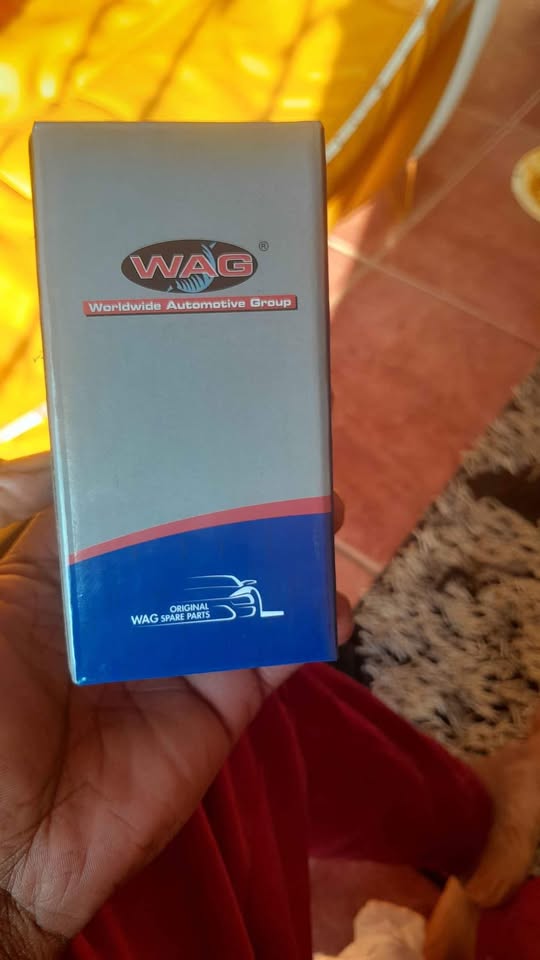 WAG®
Worldwide Automotive Group
ORIGINAL
WAG SPARE PARTS